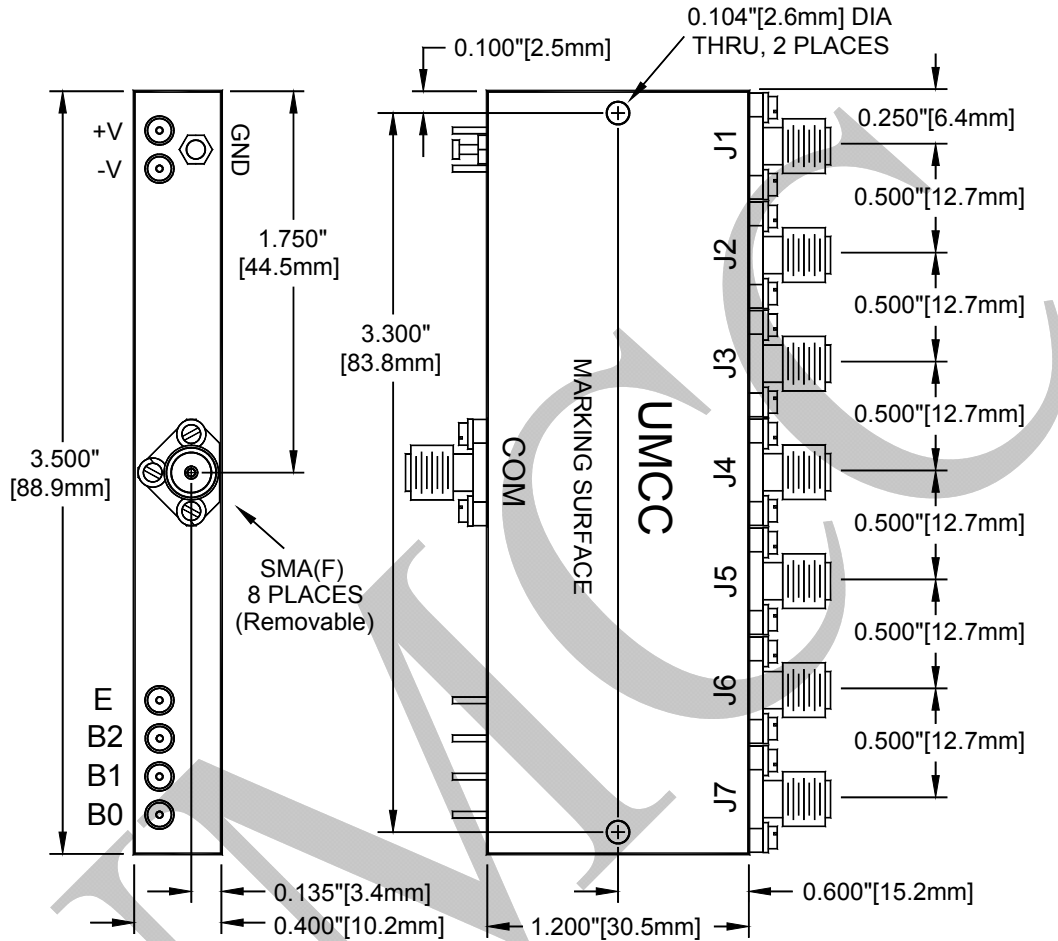 0.104"[2.6mm] DIA
THRU, 2 PLACES
0.100"[2.5mm]
+V
-V
GND
1.750"
[44.5mm]
3.500"
[88.9mm]
SMA(F)
8 PLACES
(Removable)
E
B2
B1
B0
0.135"[3.4mm]
0.400"[10.2mm]
3.300"
[83.8mm]
COM
MARKING SURFACE
UMCC
J1
J2
J3
J4
J5
J6
J7
0.250"[6.4mm]
0.500"[12.7mm]
0.500"[12.7mm]
0.500"[12.7mm]
0.500"[12.7mm]
0.500"[12.7mm]
0.500"[12.7mm]
0.600"[15.2mm]
1.200"[30.5mm]
UMCC